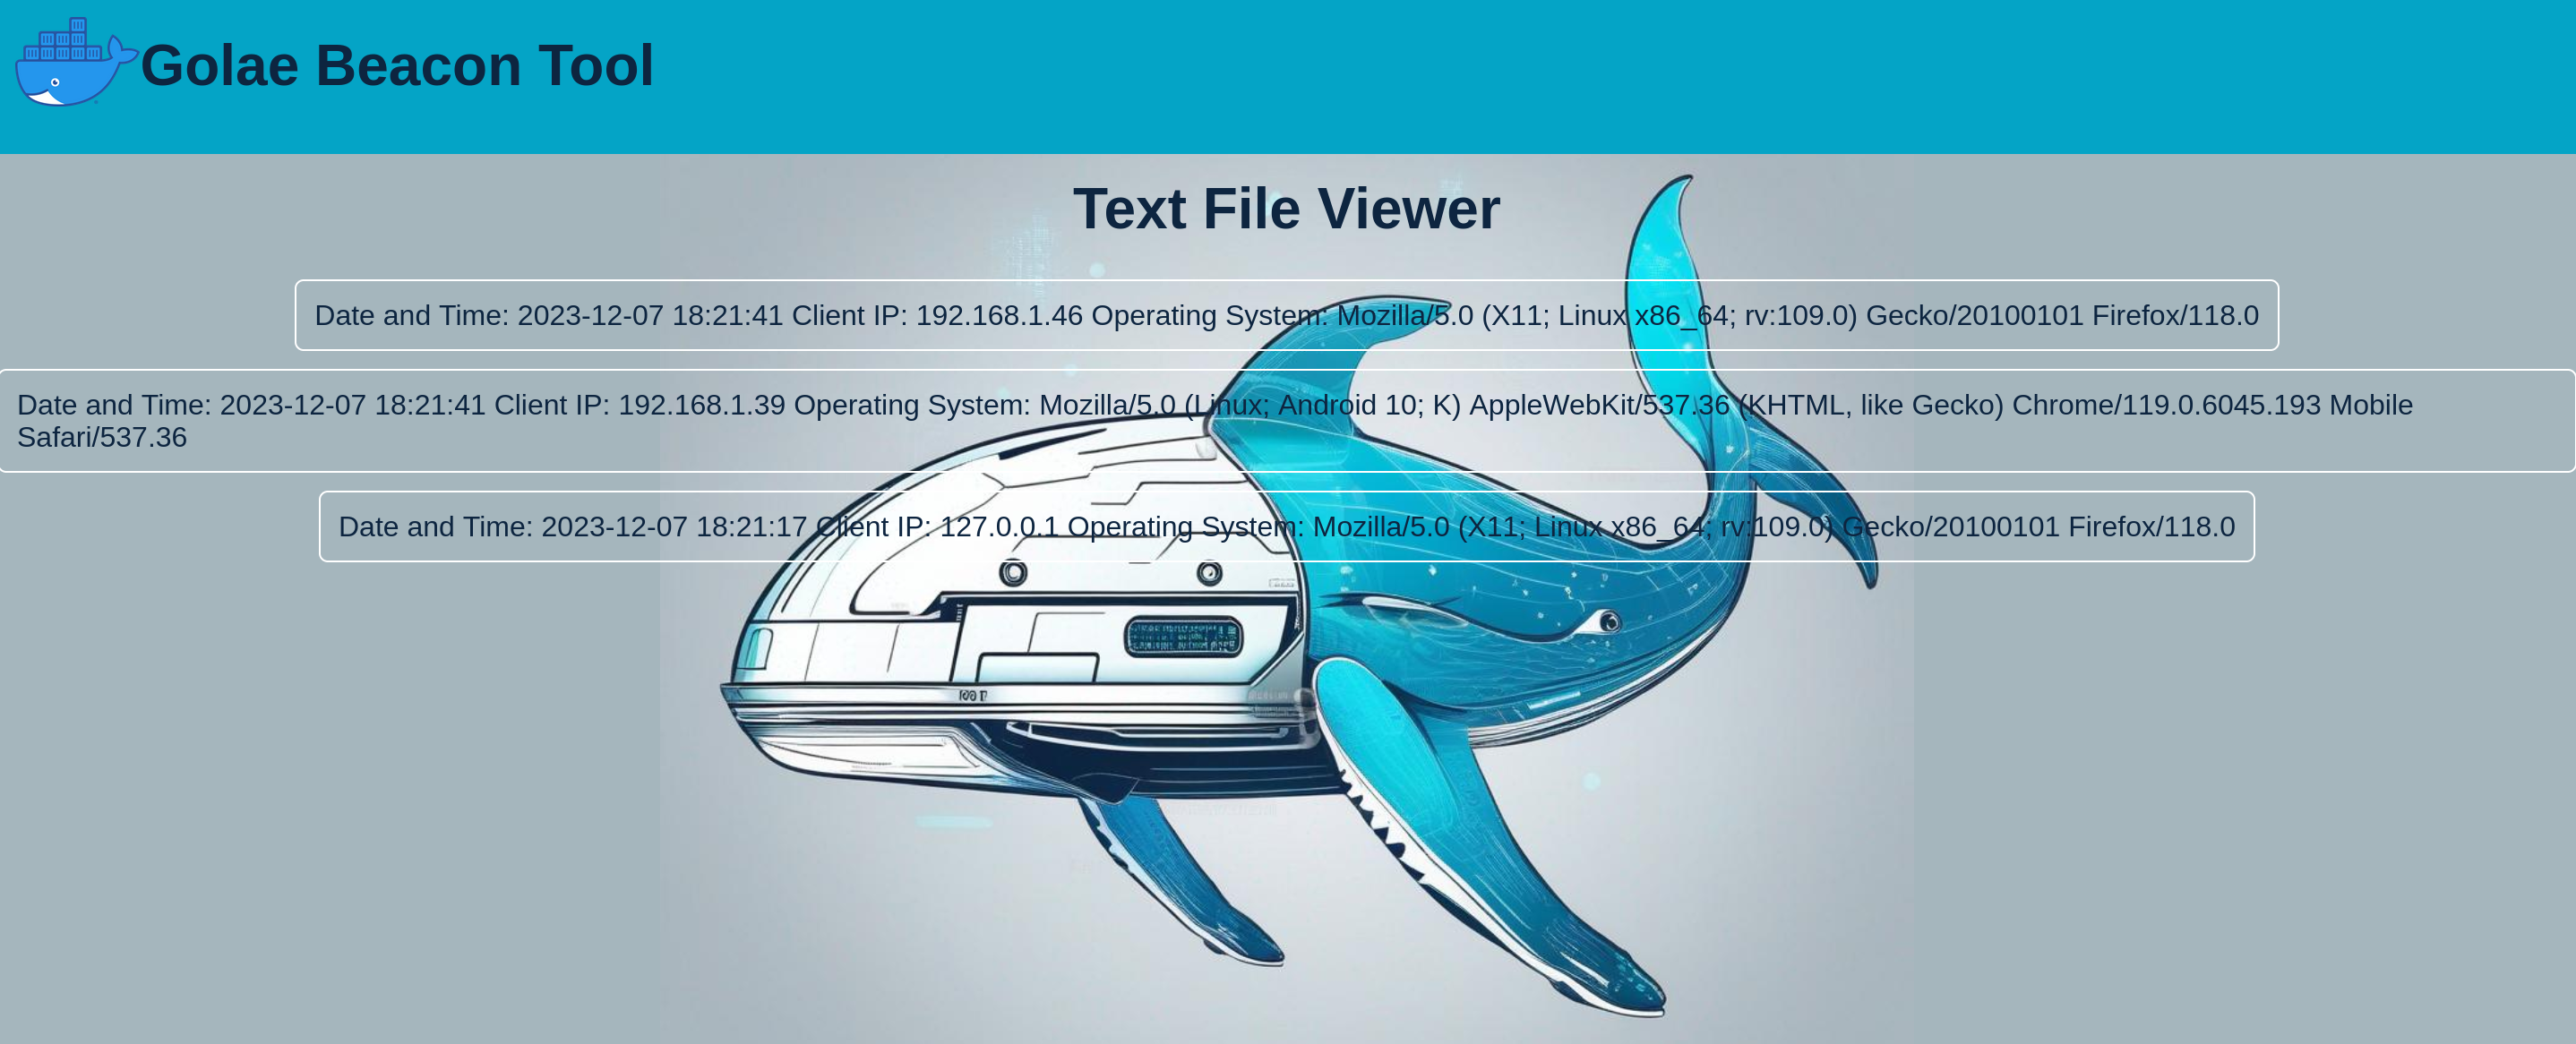 Golae Beacon Tool
Text File Viewer
Date and Time: 2023-12-07 18:21:41 Client IP: 192.168.1.46 Operating System: Mozilla/5.0 (X11; Linux x86_64; rv:109.0) Gecko/20100101 Firefox/118.0
Date and Time: 2023-12-07 18:21:41 Client IP: 192.168.1.39 Operating System: Mozilla/5.0 (Linux; Android 10; K) AppleWebKit/537.36 (KHTML, like Gecko) Chrome/119.0.6045.193 Mobile
Safari/537.36
Date and Time: 2023-12-07 18:21:17 Client IP: 127.0.0.1 Operating System: Mozilla/5.0 (X11; Linux x86_64; rv:109.0) Gecko/20100101 Firefox/118.0